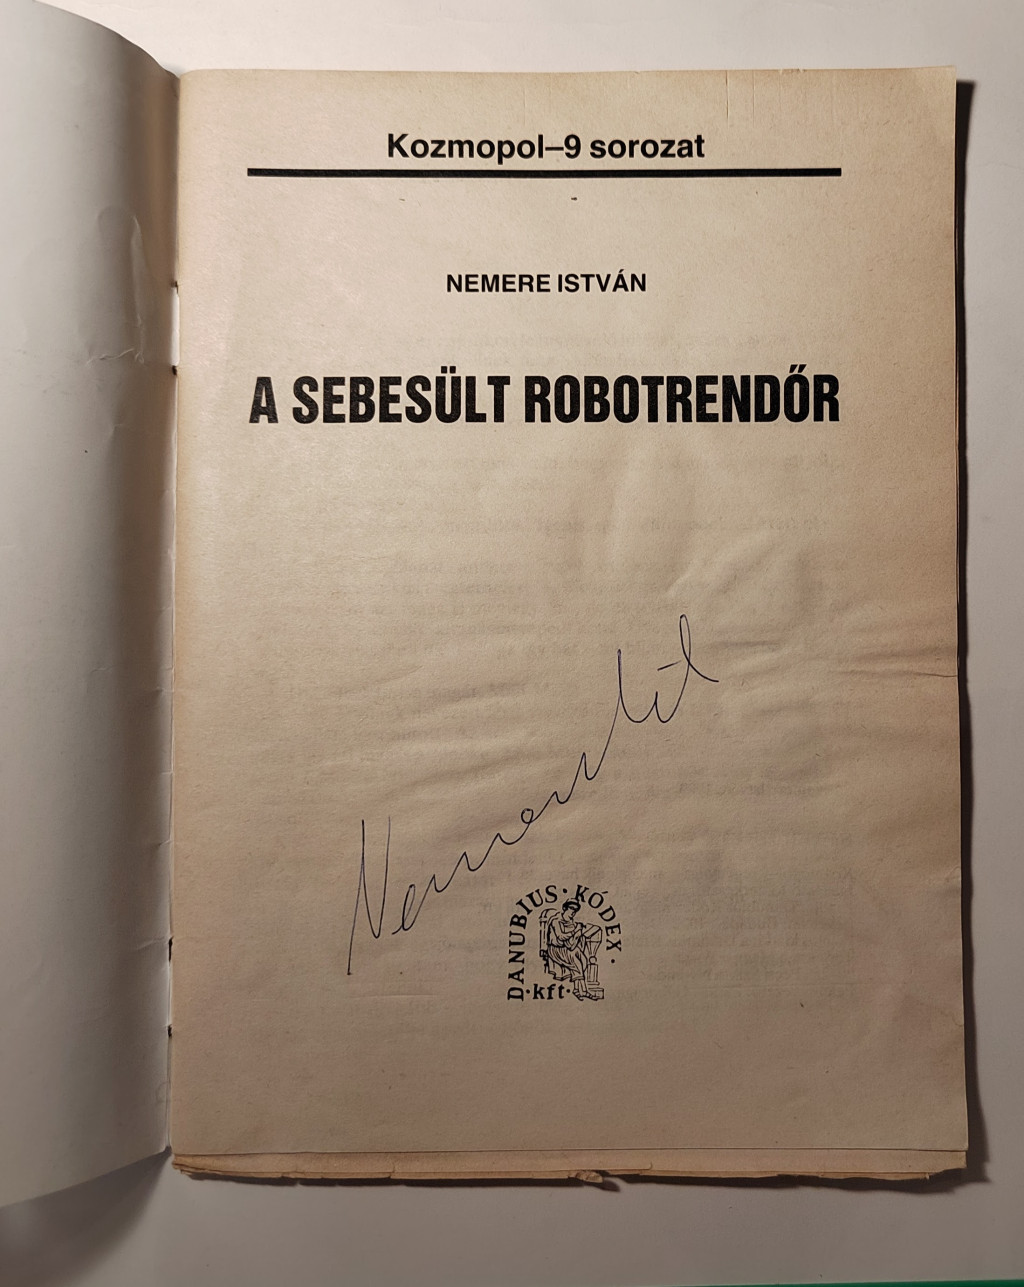 Kozmopol–9 sorozat
NEMERE ISTVÁN
A SEBESÜLT ROBOTRENDŐR
DANUBIUS·KÓDEX·
·kft·